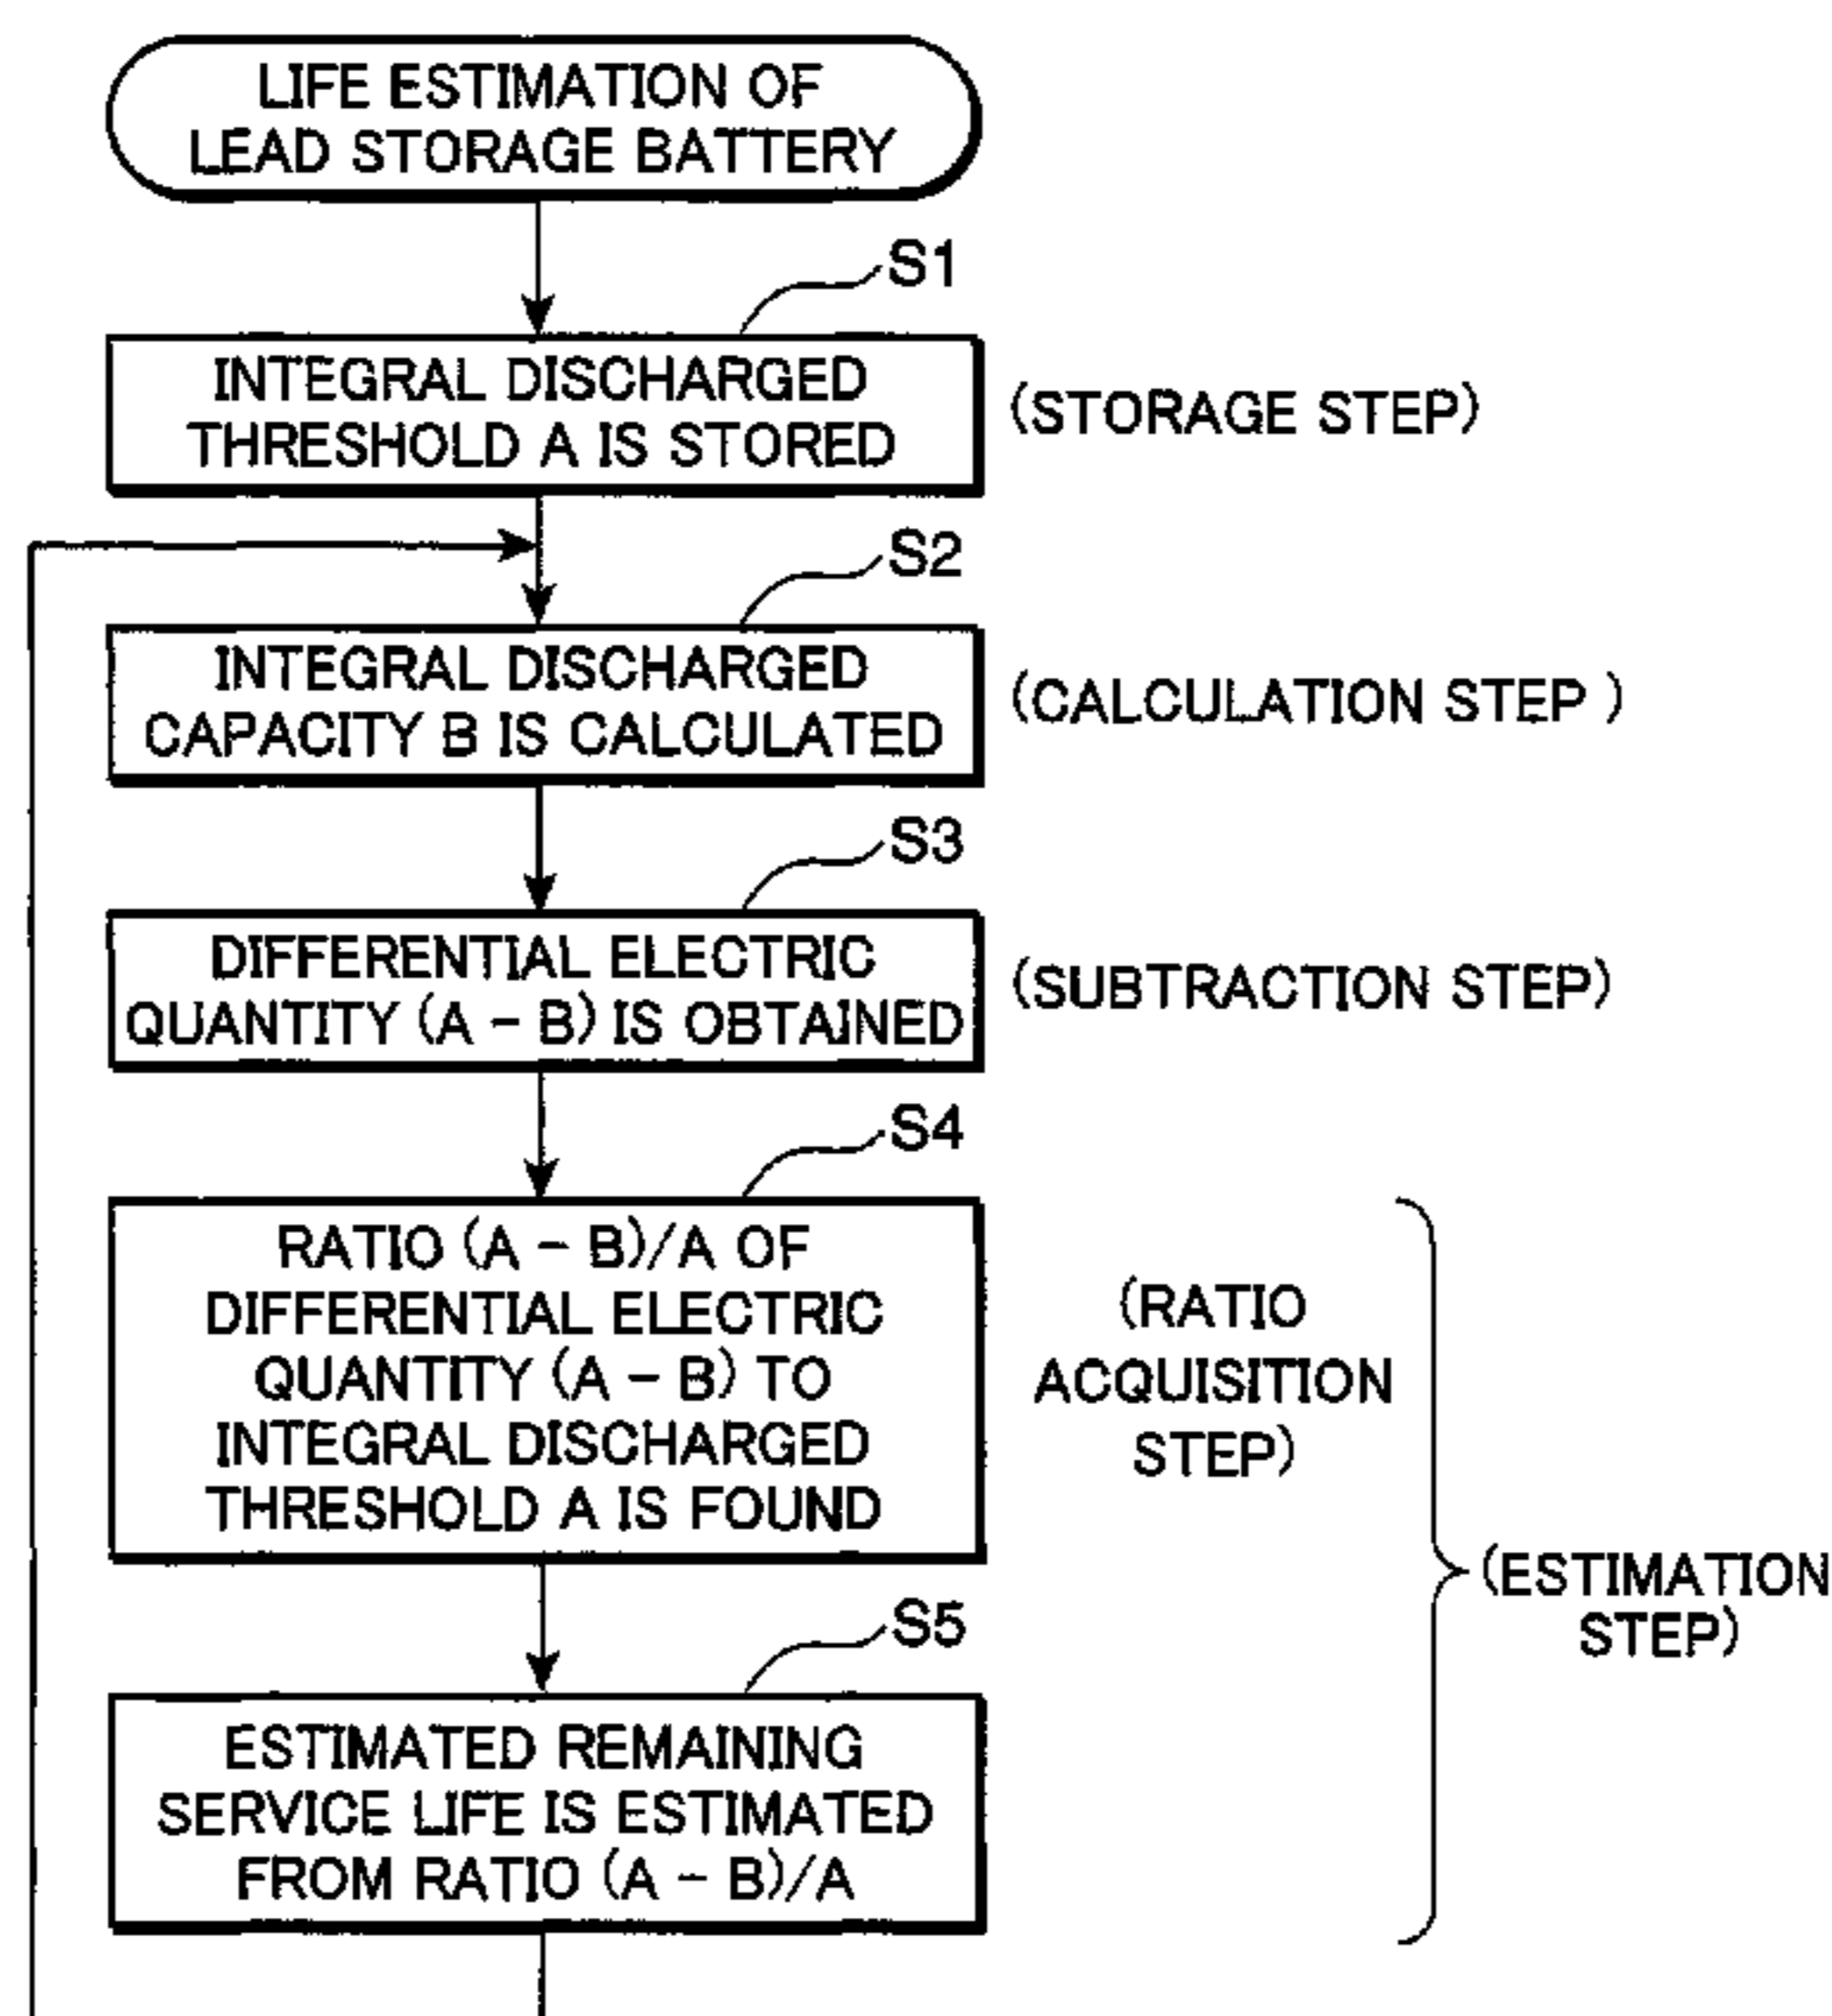 LIFE ESTIMATION OF
LEAD STORAGE BATTERY
S1
INTEGRAL DISCHARGED
THRESHOLD A IS STORED
(STORAGE STEP)
S2
INTEGRAL DISCHARGED
CAPACITY B IS CALCULATED
(CALCULATION STEP )
S3
DIFFERENTIAL ELECTRIC
QUANTITY (A - B) IS OBTAINED
(SUBTRACTION STEP)
S4
RATIO (A - B)/A OF
DIFFERENTIAL ELECTRIC
QUANTITY (A - B) TO
INTEGRAL DISCHARGED
THRESHOLD A IS FOUND
(RATIO
ACQUISITION
STEP)
(ESTIMATION
STEP)
S5
ESTIMATED REMAINING
SERVICE LIFE IS ESTIMATED
FROM RATIO (A - B)/A